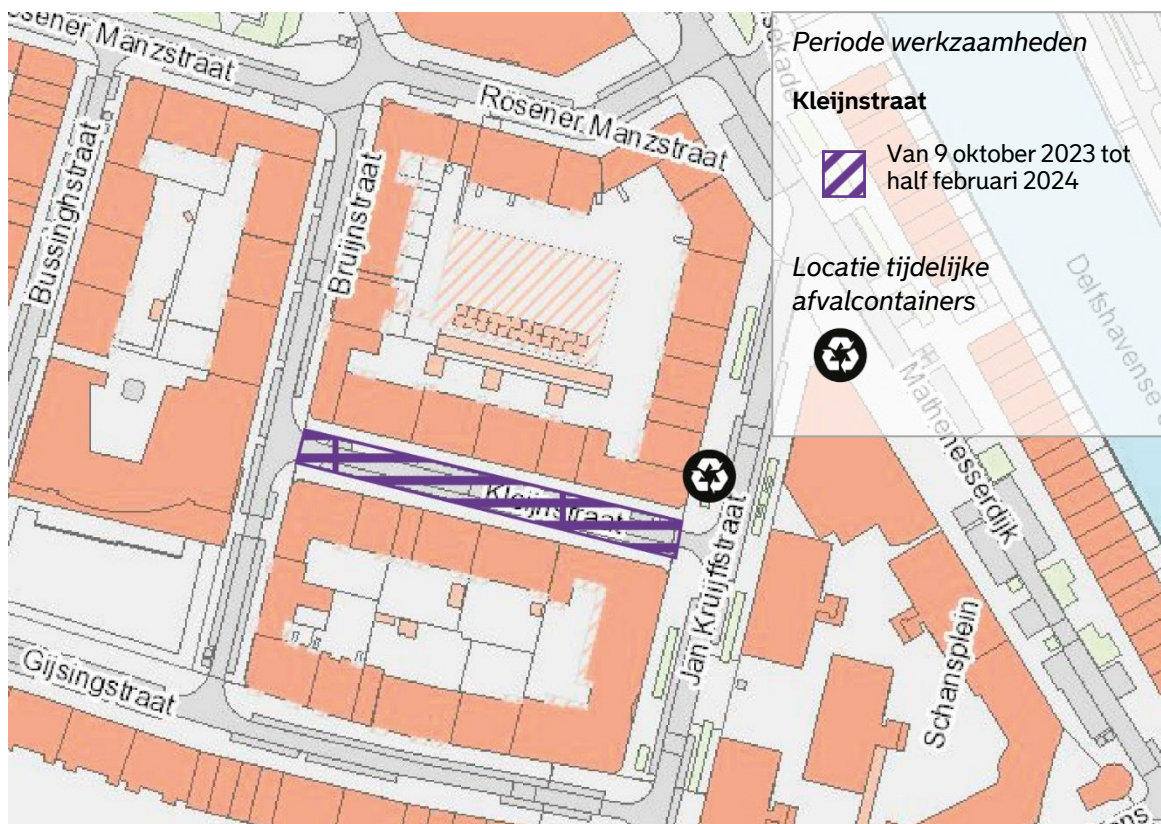 Rösener Manzstraat
Periode werkzaamheden
Kleijnstraat
Van 9 oktober 2023 tot
half februari 2024
Locatie tijdelijke
afvalcontainers
Rösener Manzstraat
Bussinghstraat
Bruijnstraat
Delfshavense
Mathenesserdijk
Kleijnstraat
Jan Kruijffstraat
Schansplein
Gijsingstraat